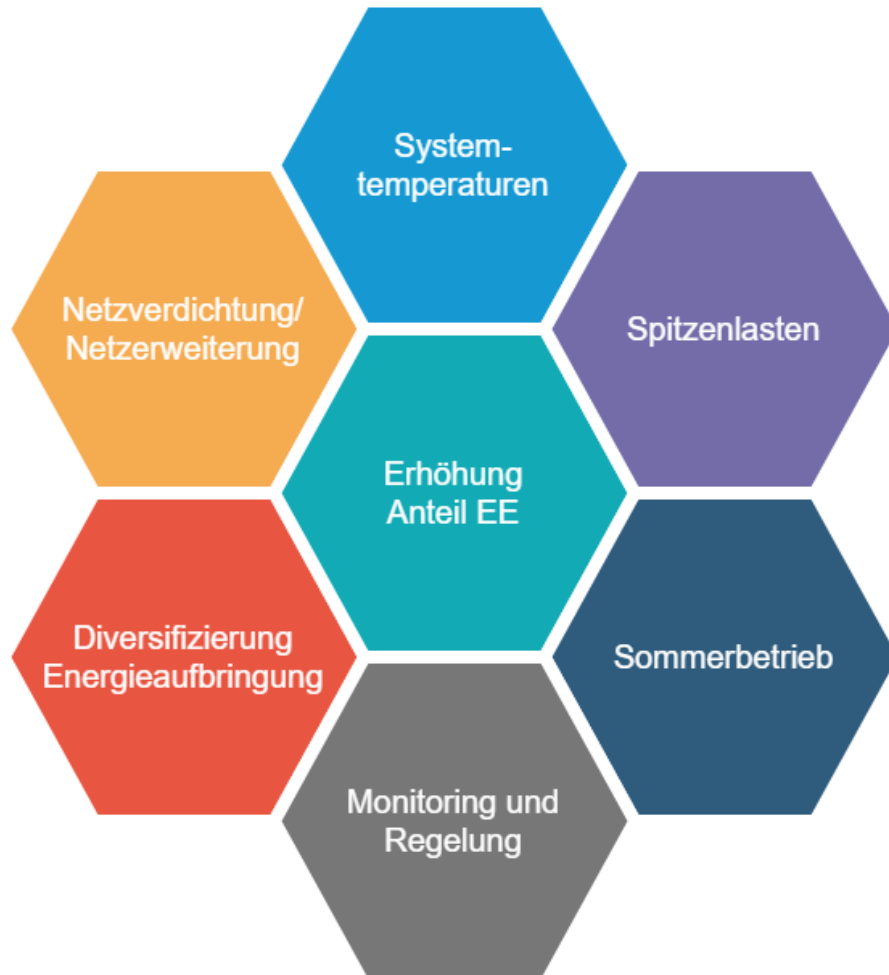 System-
temperaturen
Netzverdichtung/
Netzerweiterung
Spitzenlasten
Erhöhung
Anteil EE
Diversifizierung
Energieaufbringung
Sommerbetrieb
Monitoring und
Regelung